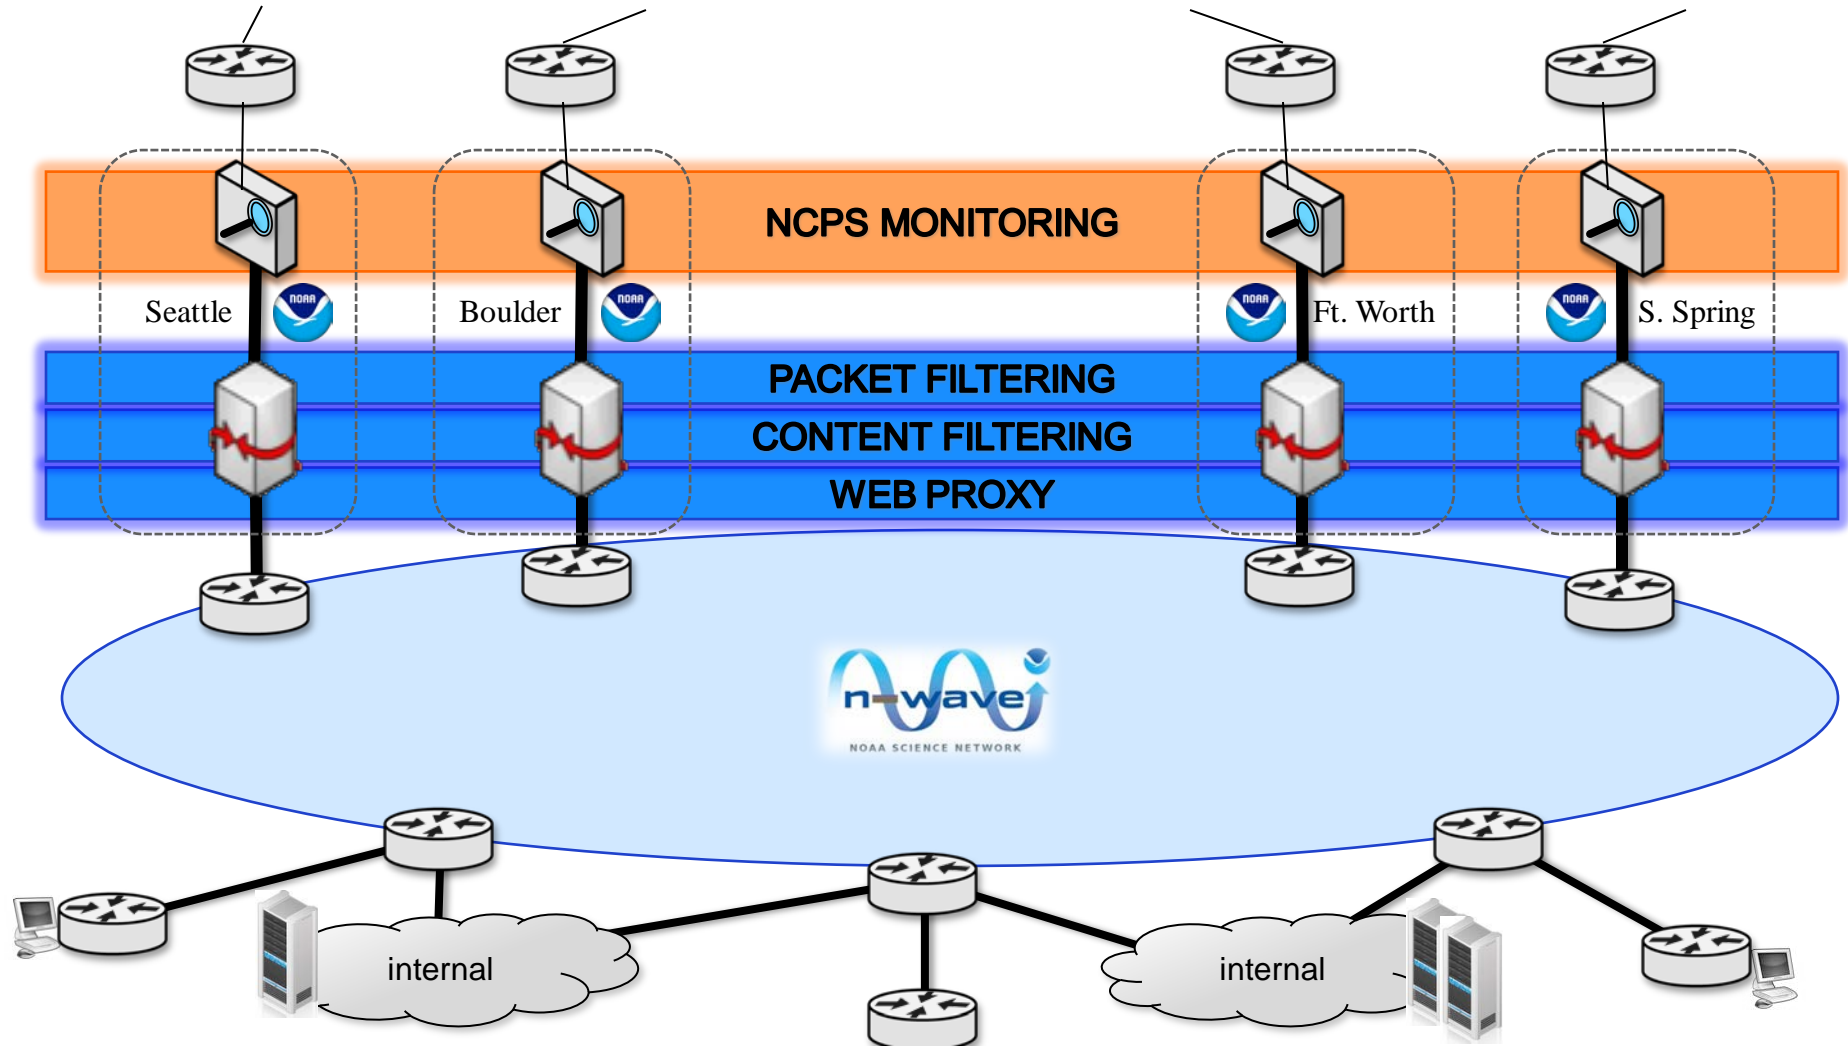 NCPS MONITORING
Seattle
NOAA
Boulder
NOAA
NOAA
Ft. Worth
NOAA
S. Spring
PACKET FILTERING
CONTENT FILTERING
WEB PROXY
n-wave
NOAA SCIENCE NETWORK
internal
internal